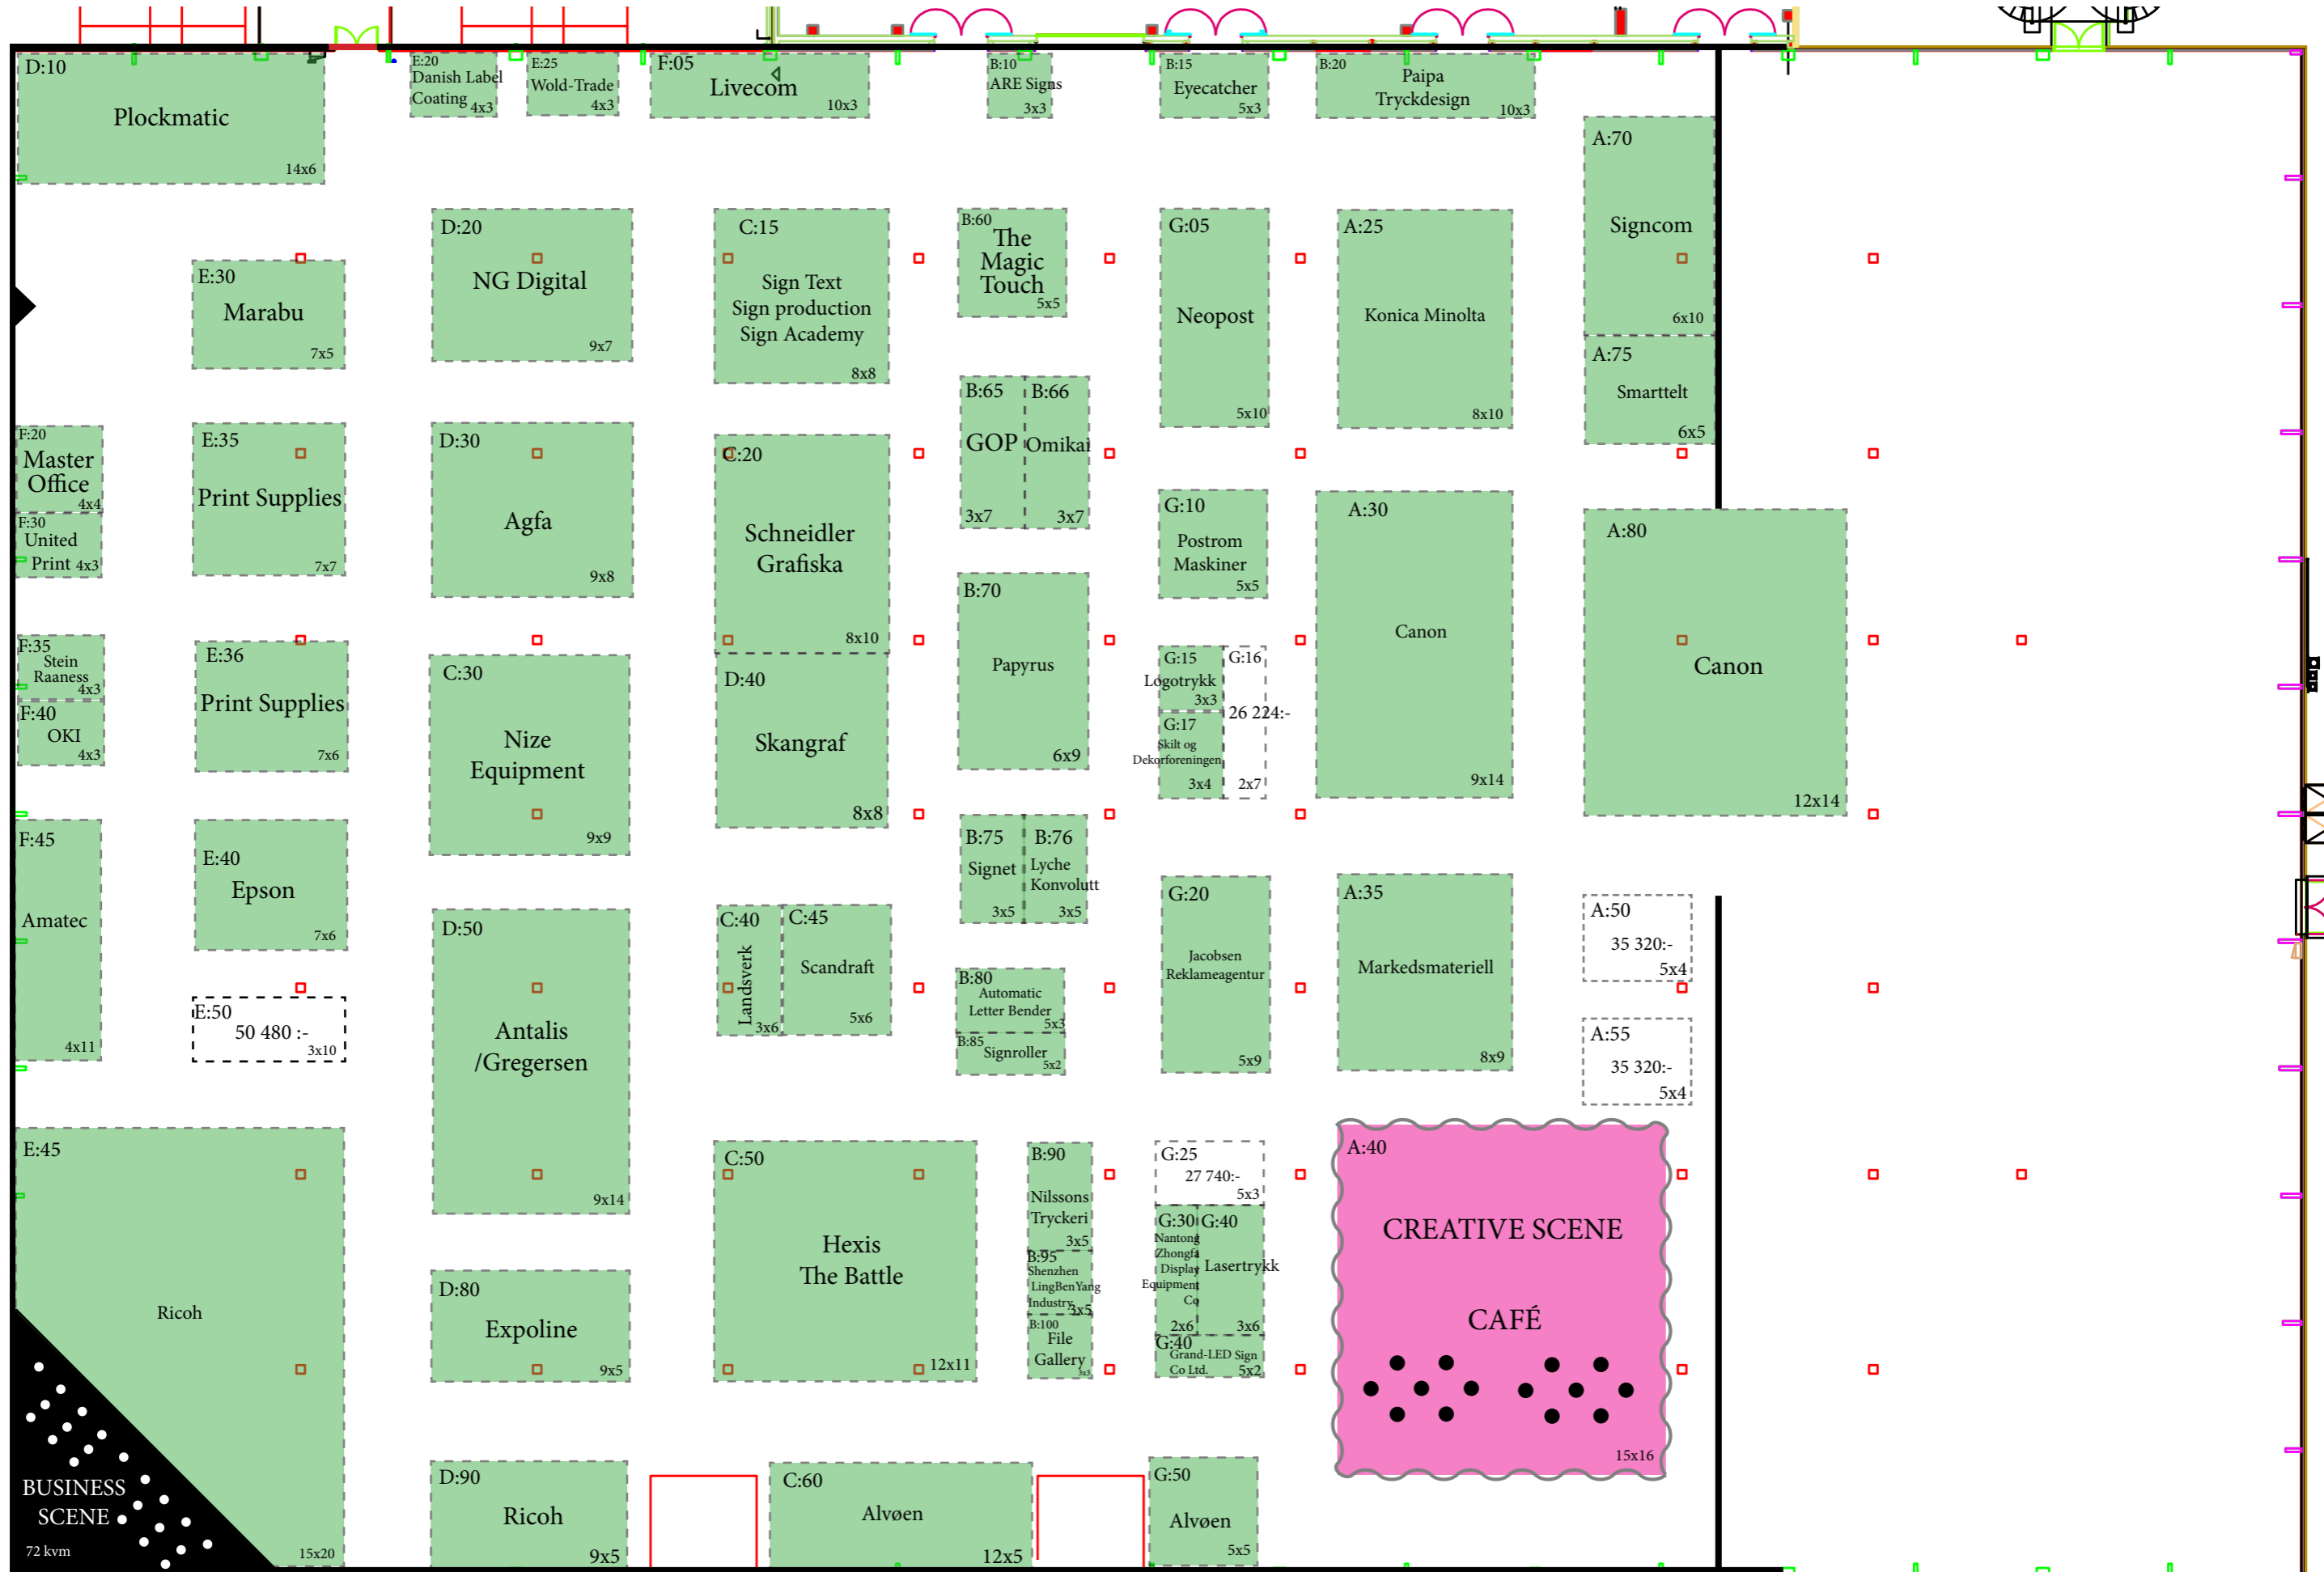 D:10
Plockmatic
14x6
E:20
Danish Label
Coating 4x3
E:25
Wold-Trade
4x3
F:05
Livecom
10x3
B:10
ARE Signs
3x3
B:15
Eyecatcher
5x3
B:20
Paipa
Tryckdesign
10x3
A:70
Signcom
6x10
A:75
Smarttelt
6x5
E:30
Marabu
7x5
D:20
NG Digital
9x7
C:15
Sign Text
Sign production
Sign Academy
8x8
B:60
The
Magic
Touch
5x5
G:05
Neopost
5x10
A:25
Konica Minolta
8x10
B:65
GOP
3x7
B:66
Omikai
3x7
F:20
Master
Office
4x4
F:30
United
Print 4x3
E:35
Print Supplies
7x7
D:30
Agfa
9x8
C:20
Schneidler
Grafiska
8x10
G:10
Postrom
Maskiner
5x5
A:30
Canon
9x14
A:80
Canon
12x14
B:70
Papyrus
6x9
F:35
Stein
Raaness
4x3
F:40
OKI
4x3
E:36
Print Supplies
7x6
C:30
Nize
Equipment
9x9
D:40
Skangraf
8x8
G:15
Logotrykk
3x3
G:16
26 224:-
2x7
G:17
Skilt og
Dekorforeningen
3x4
F:45
Amatec
4x11
E:40
Epson
7x6
B:75
Signet
3x5
B:76
Lyche
Konvolutt
3x5
G:20
Jacobsen
Reklameagentur
5x9
A:35
Markedsmateriell
8x9
A:50
35 320:-
5x4
A:55
35 320:-
5x4
E:50
50 480 :-
3x10
D:50
Antalis
/Gregersen
9x14
C:40
Landsverk
3x6
C:45
Scandraft
5x6
B:80
Automatic
Letter Bender
5x3
B:85
Signroller
5x2
E:45
Ricoh
15x20
C:50
Hexis
The Battle
12x11
B:90
Nilssons
Tryckeri
3x5
B:95
Shenzhen
LingBenYang
Industry
3x5
B:100
File
Gallery
3x3
G:25
27 740:-
5x3
G:30
Nantong
Zhongfa
Display
Equipment
Co
2x6
G:40
Lasertrykk
3x6
G:40
Grand-LED Sign
Co Ltd.
5x2
A:40
CREATIVE SCENE
CAFÉ
15x16
D:80
Expoline
9x5
BUSINESS
SCENE
72 kvm
D:90
Ricoh
9x5
C:60
Alvøen
12x5
G:50
Alvøen
5x5